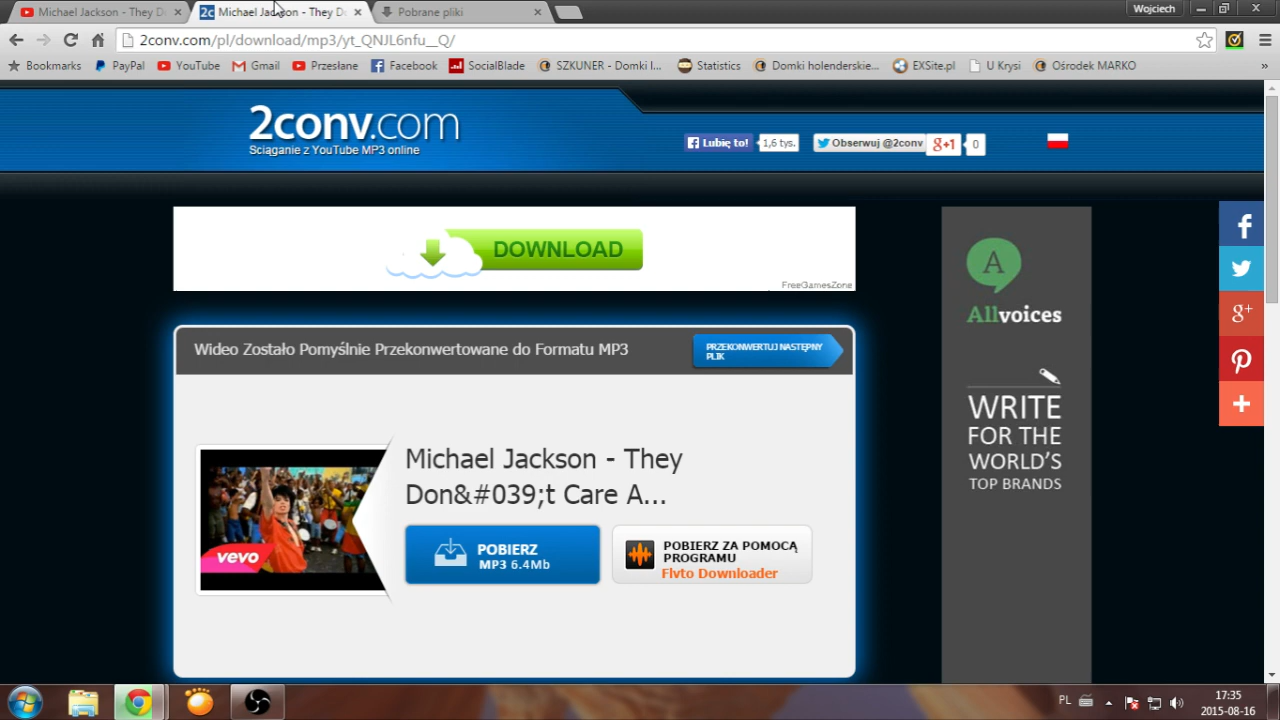 Michael Jackson - They D
Michael Jackson - They Do
Pobrane pliki
Wojciech
2conv.com/pl/download/mp3/yt_QNJL6nfu__Q/
Bookmarks
PayPal
YouTube
Gmail
Przesłane
Facebook
SocialBlade
SZKUNER - Domki l...
Statistics
Domki holenderskie...
EXSite.pl
U Krysi
Ośrodek MARKO
»
2conv.com
Sciąganie z YouTube MP3 online
Lubię to!
1,6 tys.
Obserwuj @2conv
g+1
0
DOWNLOAD
FreeGamesZone
A
Allvoices
WRITE
FOR THE
WORLD'S
TOP BRANDS
Wideo Zostało Pomyślnie Przekonwertowane do Formatu MP3
PRZEKONWERTUJ NASTĘPNY
PLIK
Michael Jackson - They
Don&#039;t Care A...
vevo
POBIERZ
MP3 6.4Mb
POBIERZ ZA POMOCĄ
PROGRAMU
Flvto Downloader
PL
17:35
2015-08-16